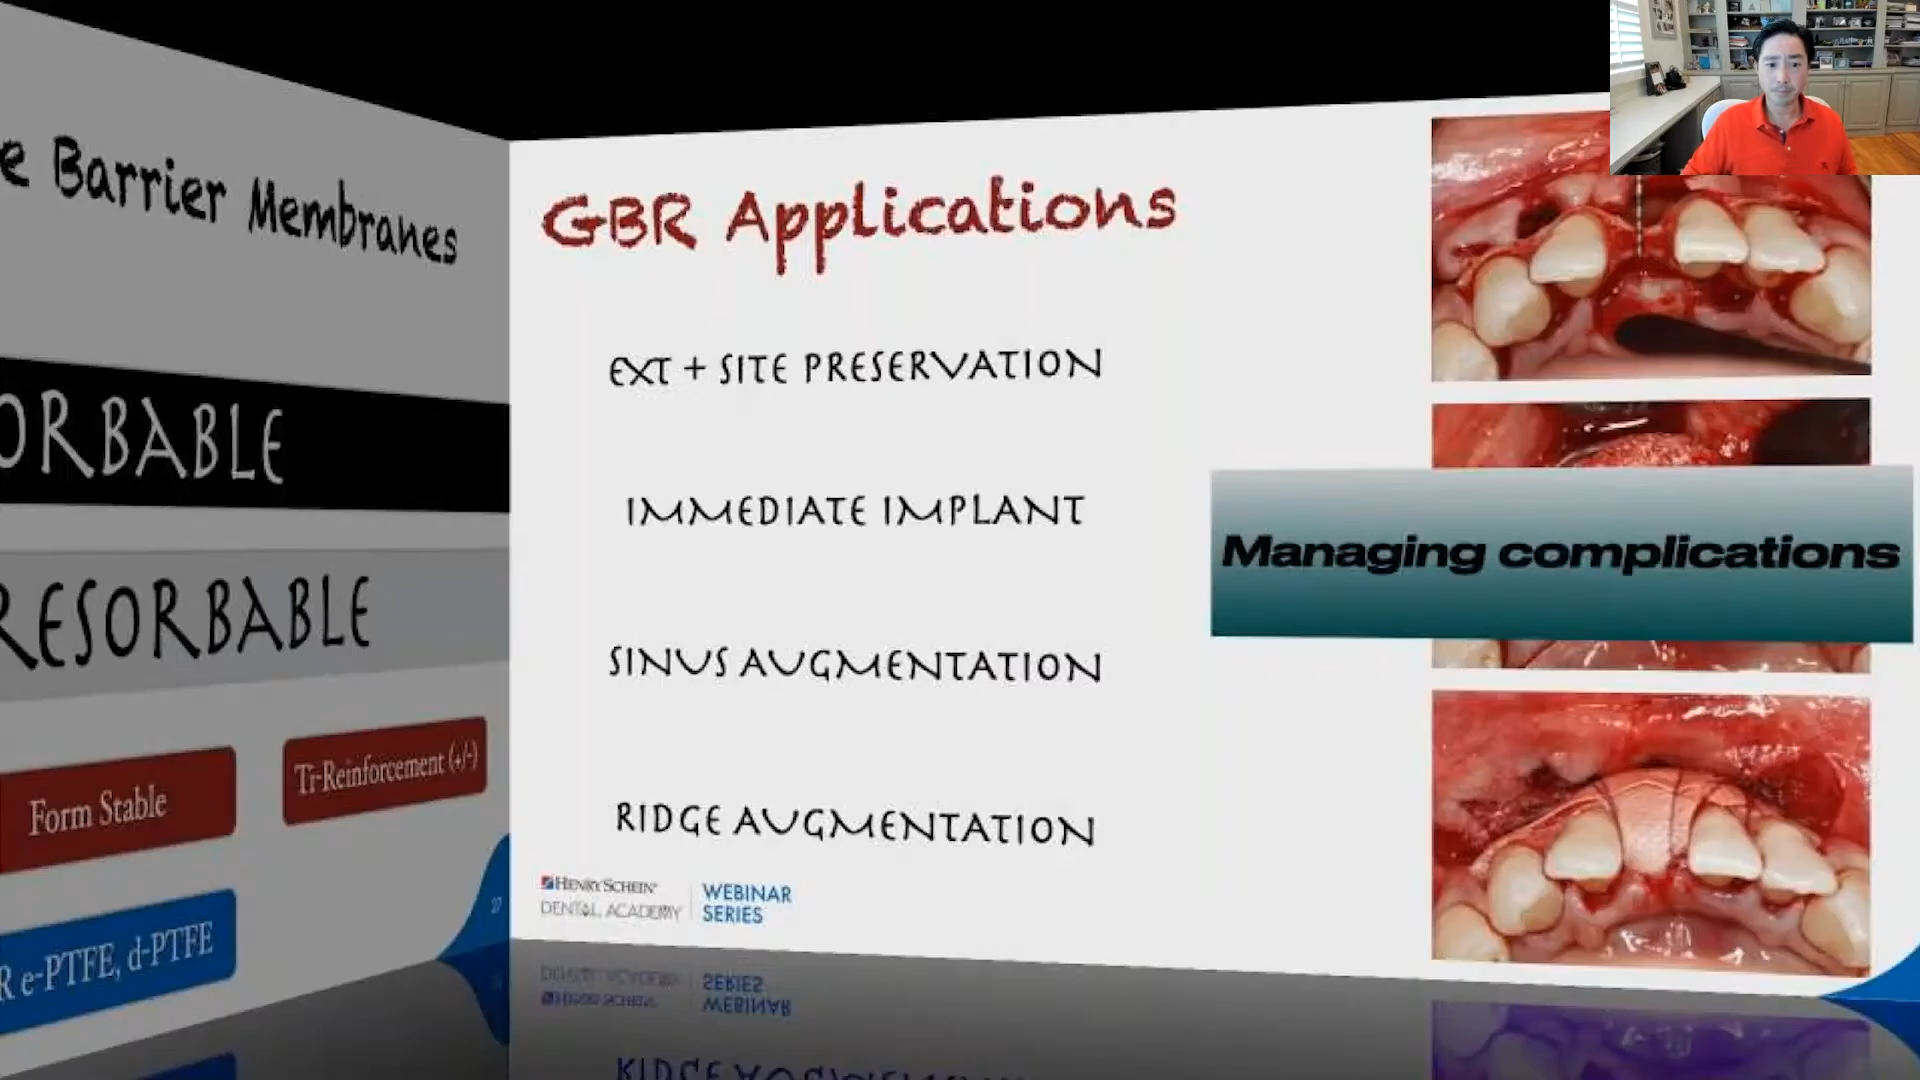 e Barrier Membranes
ORBABLE
RESORBABLE
Form Stable
Ti-Reinforcement (+/-)
R e-PTFE, d-PTFE
27
GBR Applications
EXT + SITE PRESERVATION
IMMEDIATE IMPLANT
SINUS AUGMENTATION
RIDGE AUGMENTATION
Managing complications
HENRY SCHEIN®
DENTAL ACADEMY
WEBINAR
SERIES